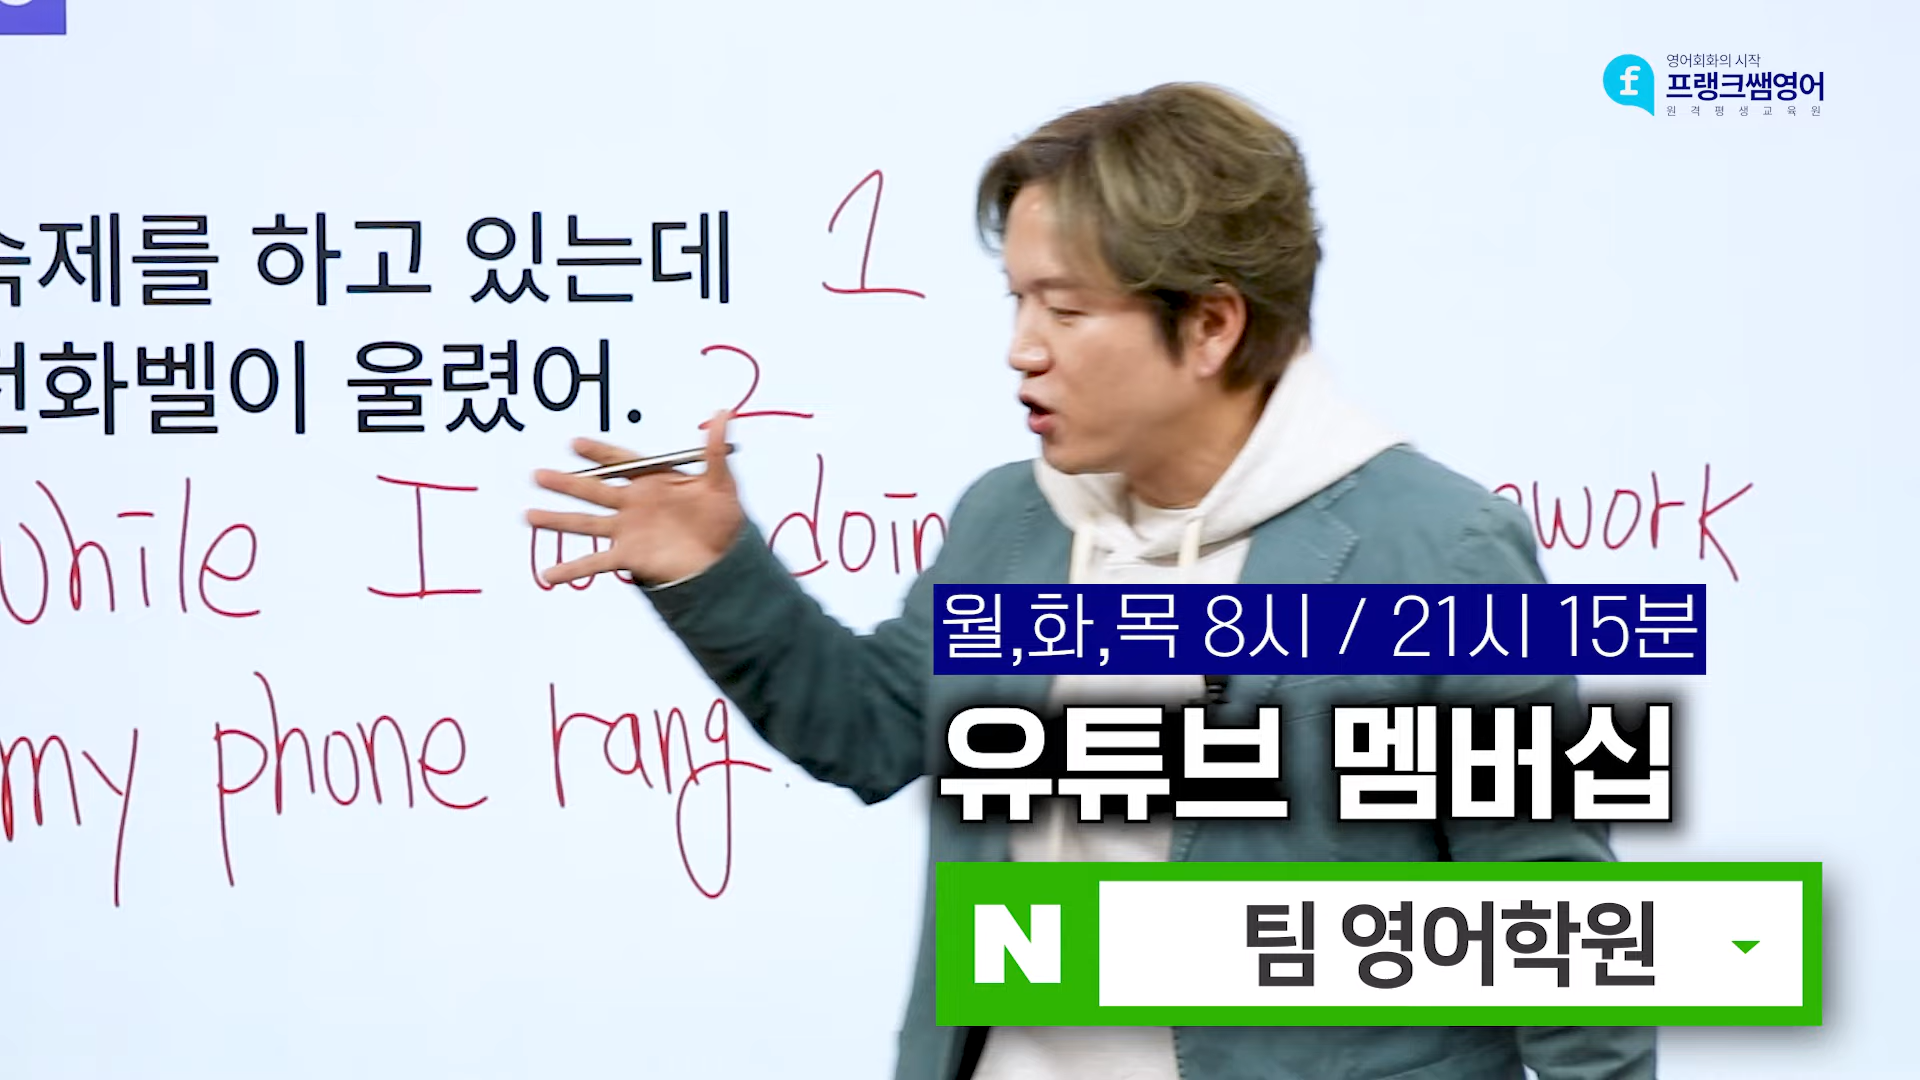 영어회화의 시작
프랭크쌤영어
원격평생교육원
숙제를 하고 있는데 1
전화벨이 울렸어. 2
while I doin work
my phone rang.
월,화,목 8시 / 21시 15분
유튜브 멤버십
N 팀 영어학원